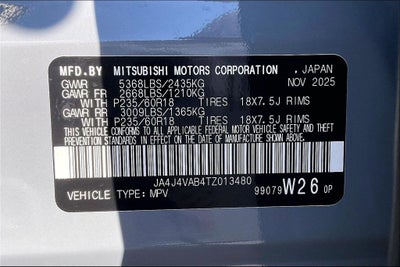 MFD.BY MITSUBISHI MOTORS CORPORATION , JAPAN
GVWR 5368LBS/2435KG NOV 2025
GAWR FR 2668LBS/1210KG
WITH P235/60R18 TIRES 18X7.5J RIMS
GAWR RR 3009LBS/1365KG
WITH P235/60R18 TIRES 18X7.5J RIMS
THIS VEHICLE CONFORMS TO ALL APPLICABLE FEDERAL
MOTOR VEHICLE SAFETY AND THEFT PREVENTION STANDARDS
IN EFFECT ON THE DATE OF MANUFACTURE SHOWN ABOVE.
JA4J4VAB4TZ013480
VEHICLE TYPE: MPV 99079 W26 0P